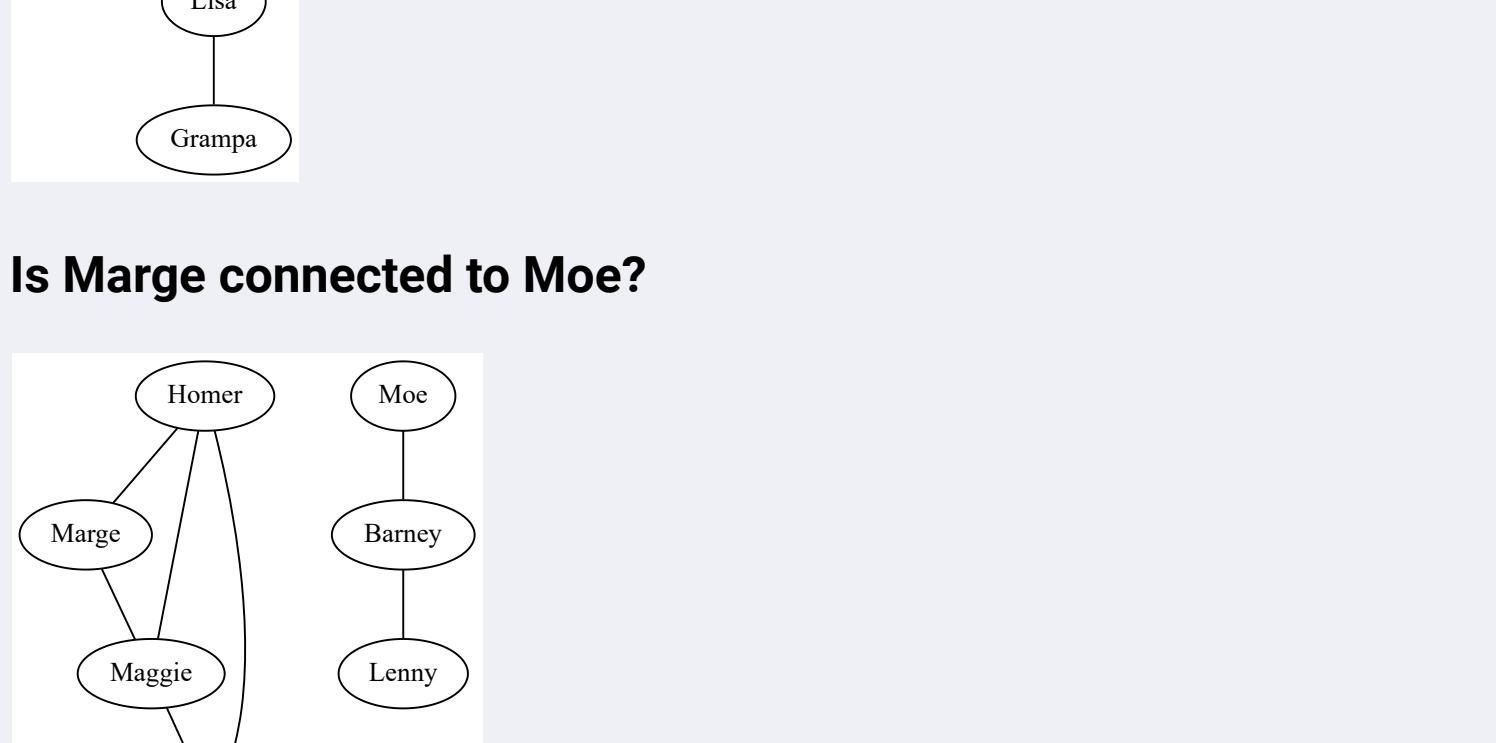 Lisa
Grampa
Is Marge connected to Moe?
Homer
Moe
Marge
Barney
Maggie
Lenny